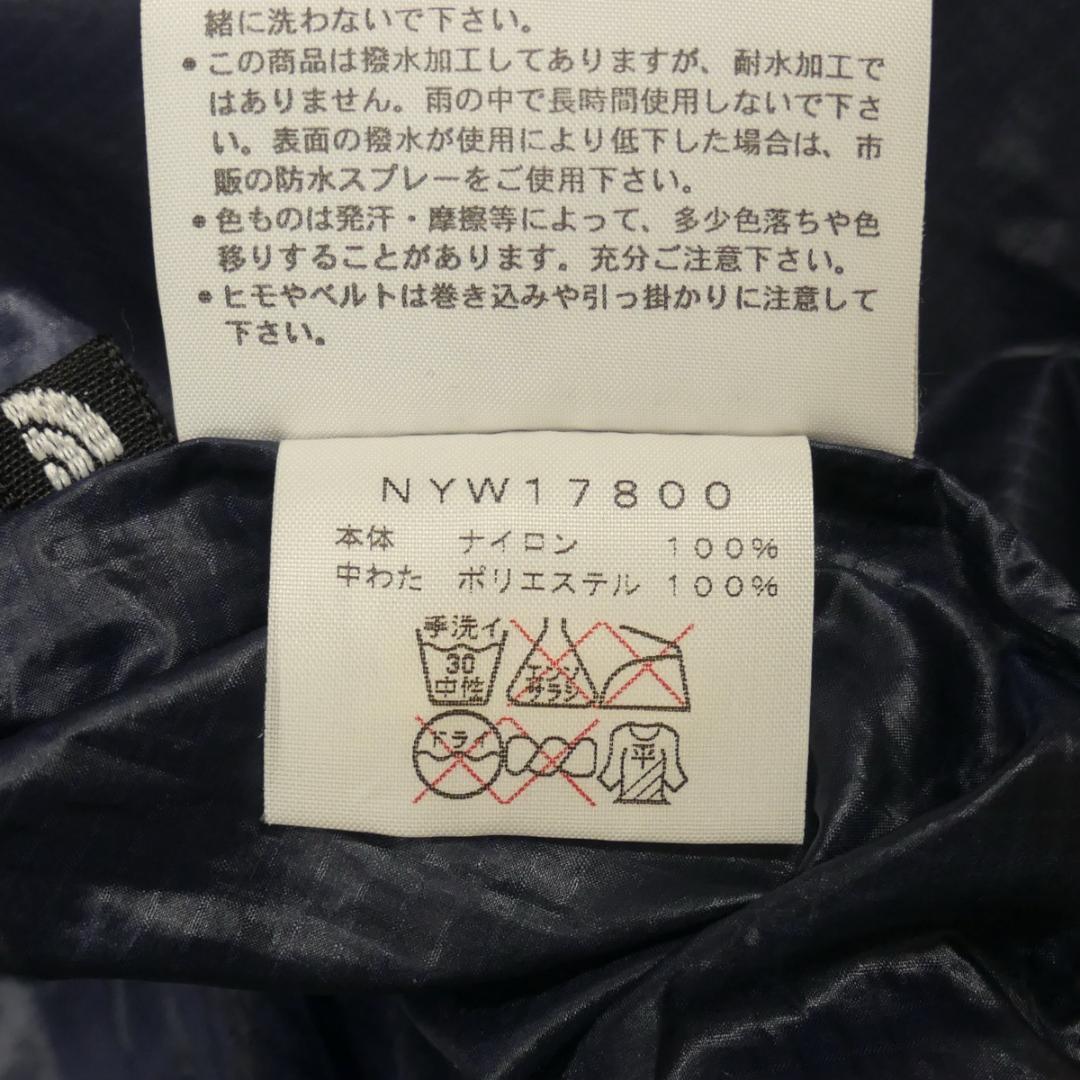 緒に洗わないで下さい。
●この商品は撥水加工してありますが、耐水加工で
はありません。雨の中で長時間使用しないで下さ
い。表面の撥水が使用により低下した場合は、市
販の防水スプレーをご使用下さい。
●色ものは発汗・摩擦等によって、多少色落ちや色
移りすることがあります。充分ご注意下さい。
●ヒモやベルトは巻き込みや引っ掛かりに注意して
下さい。
NYW17800
本体 ナイロン 100%
中わた ポリエステル 100%
手洗イ
30
中性
エンソ
サラシ
ドライ
平